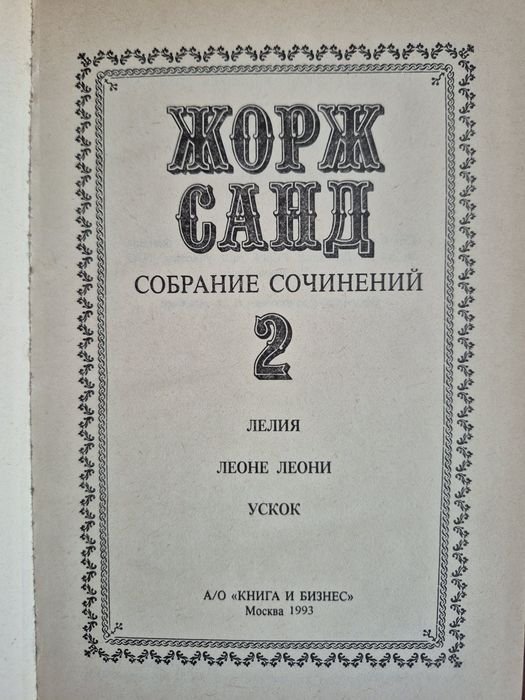 ЖОРЖ
САНД
СОБРАНИЕ СОЧИНЕНИЙ
2
ЛЕЛИЯ
ЛЕОНЕ ЛЕОНИ
УСКОК
А/О «КНИГА И БИЗНЕС»
Москва 1993